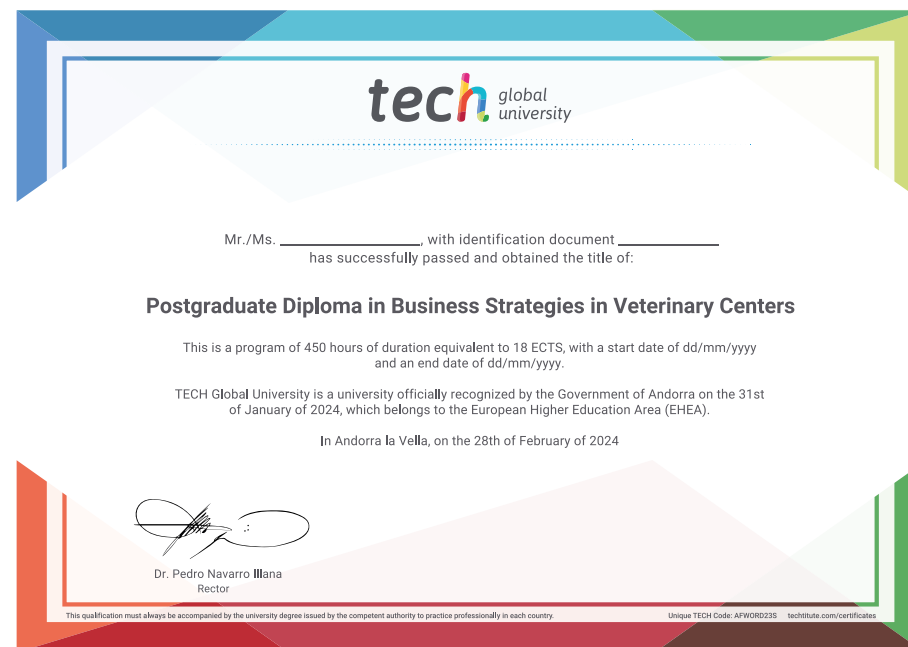 tech global university
Mr./Ms. ____________________, with identification document ______________
has successfully passed and obtained the title of:
Postgraduate Diploma in Business Strategies in Veterinary Centers
This is a program of 450 hours of duration equivalent to 18 ECTS, with a start date of dd/mm/yyyy
and an end date of dd/mm/yyyy.
TECH Global University is a university officially recognized by the Government of Andorra on the 31st
of January of 2024, which belongs to the European Higher Education Area (EHEA).
In Andorra la Vella, on the 28th of February of 2024
Dr. Pedro Navarro Illana
Rector
This qualification must always be accompanied by the university degree issued by the competent authority to practice professionally in each country.
Unique TECH Code: AFWORD23S techtitute.com/certificates